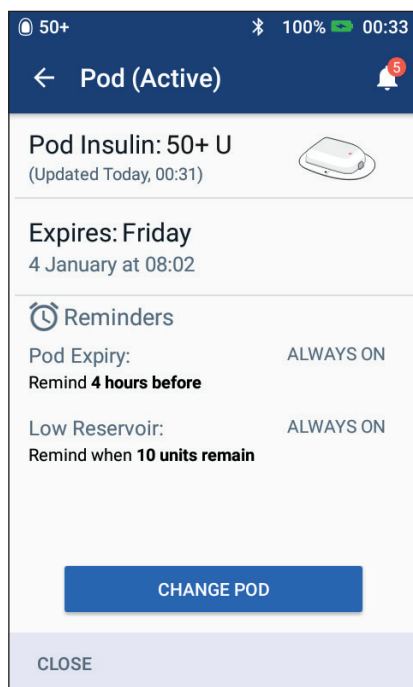 50+ 100% 00:33
Pod (Active) 5
Pod Insulin: 50+ U
(Updated Today, 00:31)
Expires: Friday
4 January at 08:02
Reminders
Pod Expiry: ALWAYS ON
Remind 4 hours before
Low Reservoir: ALWAYS ON
Remind when 10 units remain
CHANGE POD
CLOSE